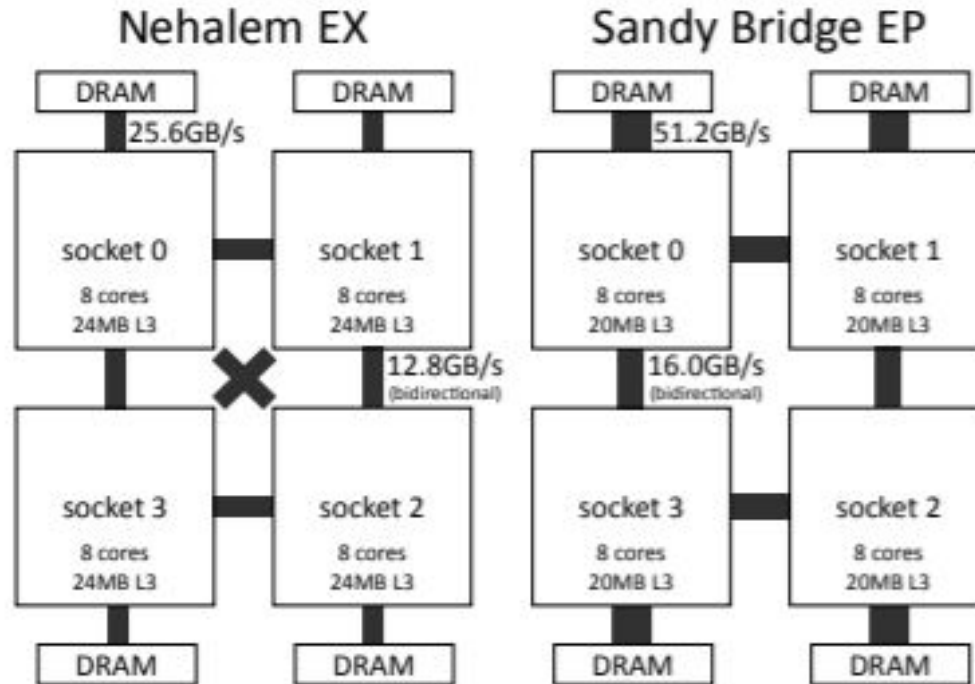 Nehalem EX
Sandy Bridge EP
DRAM
DRAM
DRAM
DRAM
25.6GB/s
51.2GB/s
socket 0
8 cores
24MB L3
socket 1
8 cores
24MB L3
socket 0
8 cores
20MB L3
socket 1
8 cores
20MB L3
12.8GB/s
(bidirectional)
16.0GB/s
(bidirectional)
socket 3
8 cores
24MB L3
socket 2
8 cores
24MB L3
socket 3
8 cores
20MB L3
socket 2
8 cores
20MB L3
DRAM
DRAM
DRAM
DRAM